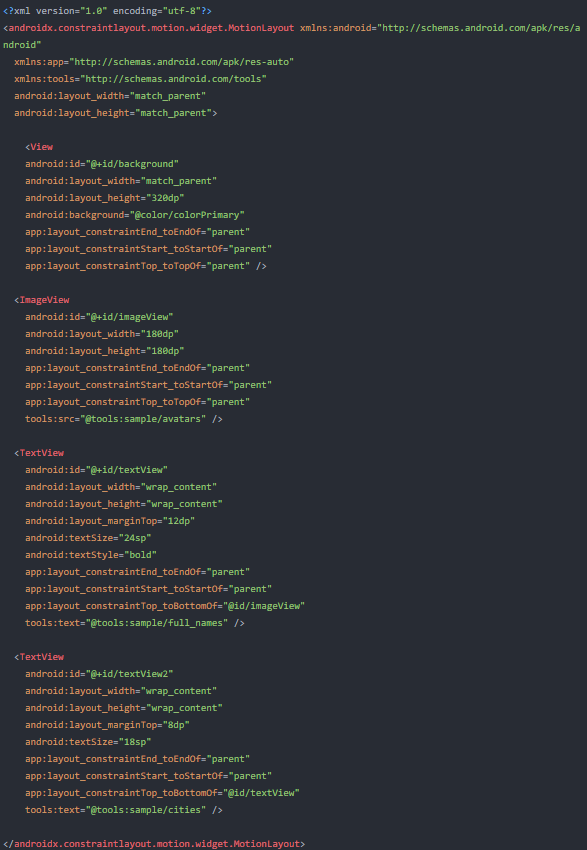 <?xml version="1.0" encoding="utf-8"?>
<androidx.constraintlayout.motion.widget.MotionLayout xmlns:android="http://schemas.android.com/apk/res/a
ndroid"
  xmlns:app="http://schemas.android.com/apk/res-auto"
  xmlns:tools="http://schemas.android.com/tools"
  android:layout_width="match_parent"
  android:layout_height="match_parent">

    <View
    android:id="@+id/background"
    android:layout_width="match_parent"
    android:layout_height="320dp"
    android:background="@color/colorPrimary"
    app:layout_constraintEnd_toEndOf="parent"
    app:layout_constraintStart_toStartOf="parent"
    app:layout_constraintTop_toTopOf="parent" />

  <ImageView
    android:id="@+id/imageView"
    android:layout_width="180dp"
    android:layout_height="180dp"
    app:layout_constraintEnd_toEndOf="parent"
    app:layout_constraintStart_toStartOf="parent"
    app:layout_constraintTop_toTopOf="parent"
    tools:src="@tools:sample/avatars" />

  <TextView
    android:id="@+id/textView"
    android:layout_width="wrap_content"
    android:layout_height="wrap_content"
    android:layout_marginTop="12dp"
    android:textSize="24sp"
    android:textStyle="bold"
    app:layout_constraintEnd_toEndOf="parent"
    app:layout_constraintStart_toStartOf="parent"
    app:layout_constraintTop_toBottomOf="@id/imageView"
    tools:text="@tools:sample/full_names" />

  <TextView
    android:id="@+id/textView2"
    android:layout_width="wrap_content"
    android:layout_height="wrap_content"
    android:layout_marginTop="8dp"
    android:textSize="18sp"
    app:layout_constraintEnd_toEndOf="parent"
    app:layout_constraintStart_toStartOf="parent"
    app:layout_constraintTop_toBottomOf="@id/textView"
    tools:text="@tools:sample/cities" />

</androidx.constraintlayout.motion.widget.MotionLayout>